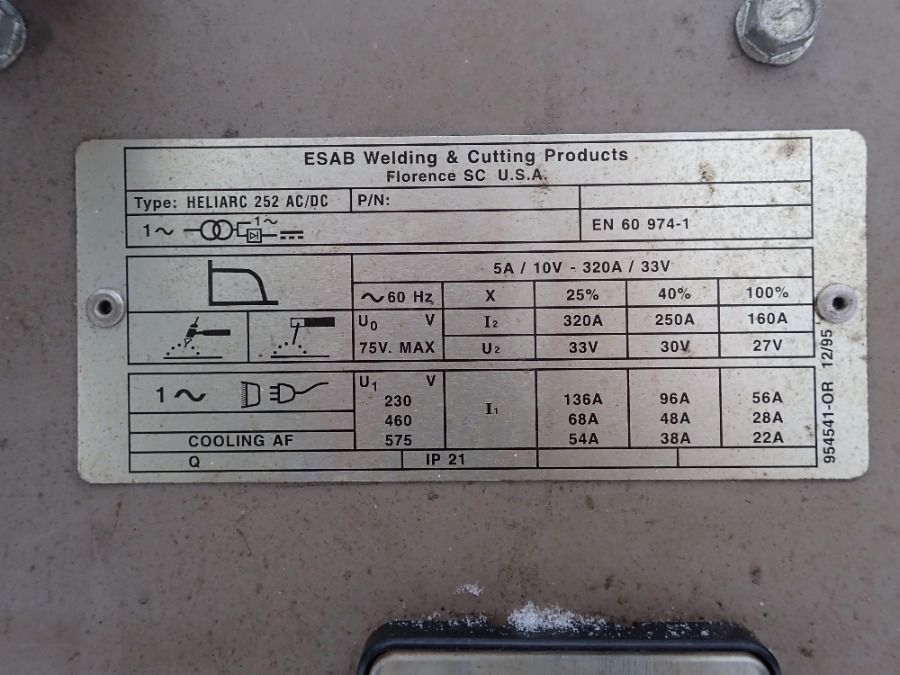 ESAB Welding & Cutting Products
Florence SC U.S.A.
Type: HELIARC 252 AC/DC P/N:
1~ 1~ EN 60 974-1
5A / 10V - 320A / 33V
~60 Hz X 25% 40% 100%
U0 V I2 320A 250A 160A
75V. MAX U2 33V 30V 27V
1~ U1 V
230 I1 136A 96A 56A
460 68A 48A 28A
COOLING AF 575 54A 38A 22A
Q IP 21
954541-OR 12/95